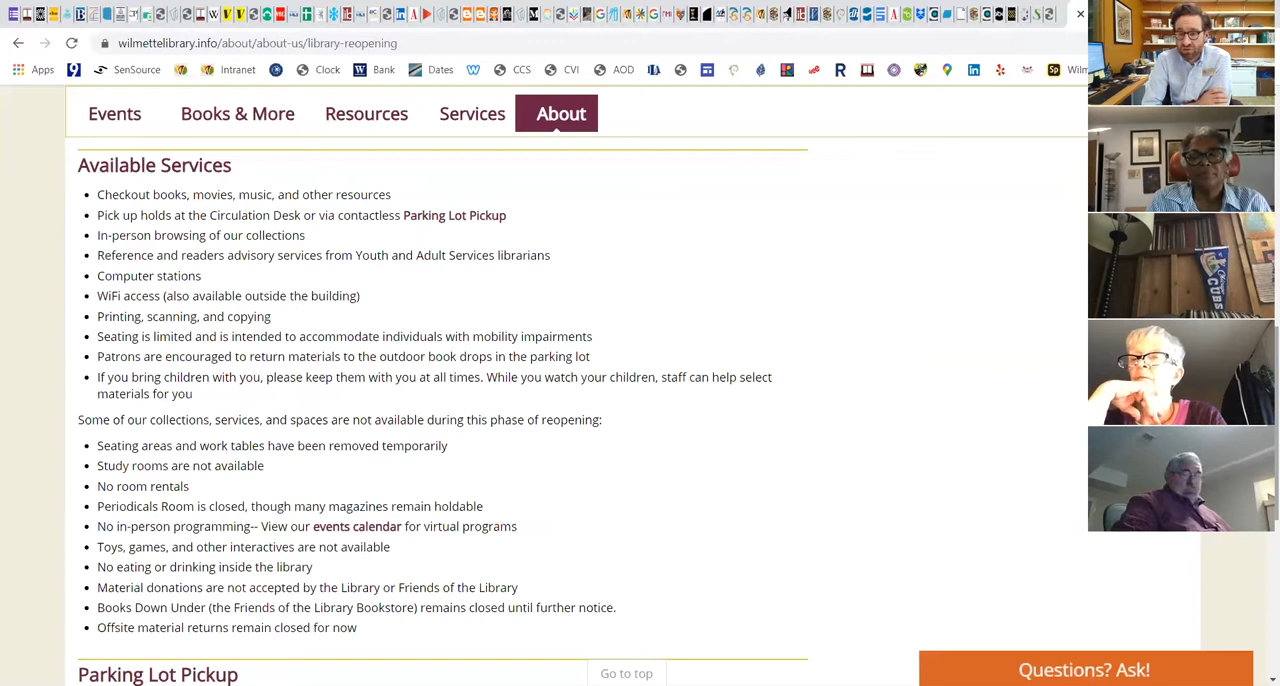 wilmettelibrary.info/about/about-us/library-reopening
Apps
SenSource
Intranet
Clock
Bank
Dates
CCS
CVI
AOD
Wilm
Events
Books & More
Resources
Services
About
Available Services
Checkout books, movies, music, and other resources
Pick up holds at the Circulation Desk or via contactless Parking Lot Pickup
In-person browsing of our collections
Reference and readers advisory services from Youth and Adult Services librarians
Computer stations
WiFi access (also available outside the building)
Printing, scanning, and copying
Seating is limited and is intended to accommodate individuals with mobility impairments
Patrons are encouraged to return materials to the outdoor book drops in the parking lot
If you bring children with you, please keep them with you at all times. While you watch your children, staff can help select
materials for you
Some of our collections, services, and spaces are not available during this phase of reopening:
Seating areas and work tables have been removed temporarily
Study rooms are not available
No room rentals
Periodicals Room is closed, though many magazines remain holdable
No in-person programming-- View our events calendar for virtual programs
Toys, games, and other interactives are not available
No eating or drinking inside the library
Material donations are not accepted by the Library or Friends of the Library
Books Down Under (the Friends of the Library Bookstore) remains closed until further notice.
Offsite material returns remain closed for now
Parking Lot Pickup
Go to top
Questions? Ask!
CUBS